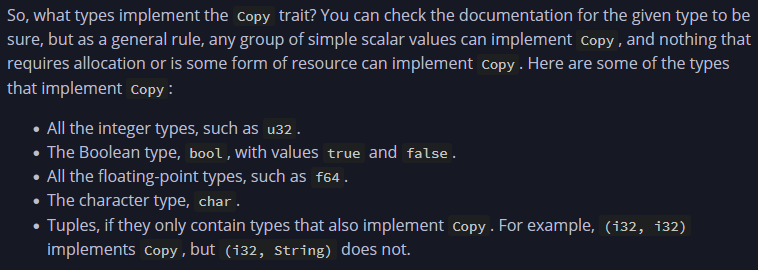 So, what types implement the Copy trait? You can check the documentation for the given type to be
sure, but as a general rule, any group of simple scalar values can implement Copy, and nothing that
requires allocation or is some form of resource can implement Copy. Here are some of the types
that implement Copy:
• All the integer types, such as u32.
• The Boolean type, bool, with values true and false.
• All the floating-point types, such as f64.
• The character type, char.
• Tuples, if they only contain types that also implement Copy. For example, (i32, i32)
implements Copy, but (i32, String) does not.